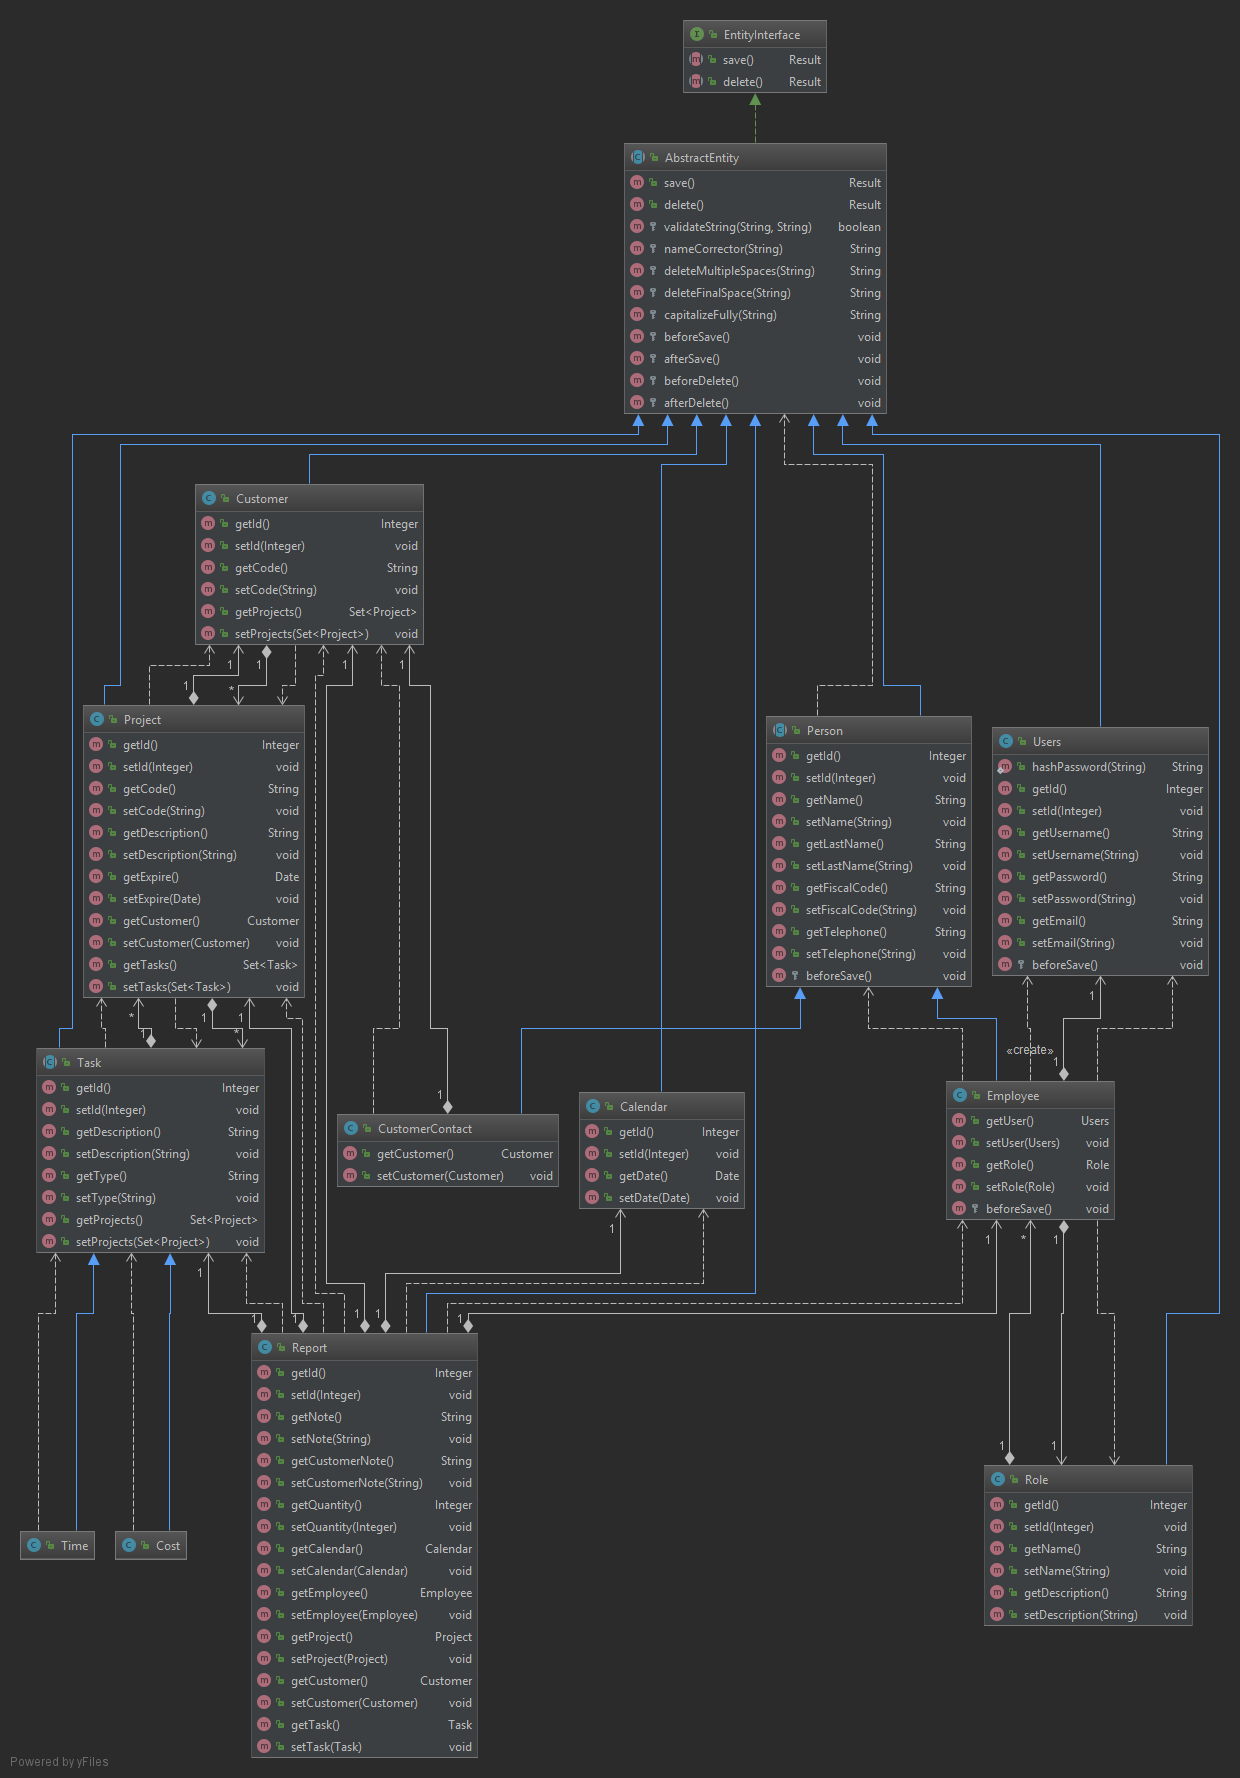 EntityInterface
save() Result
delete() Result
AbstractEntity
save() Result
delete() Result
validateString(String, String) boolean
nameCorrector(String) String
deleteMultipleSpaces(String) String
deleteFinalSpace(String) String
capitalizeFully(String) String
beforeSave() void
afterSave() void
beforeDelete() void
afterDelete() void
Customer
getId() Integer
setId(Integer) void
getCode() String
setCode(String) void
getProjects() Set<Project>
setProjects(Set<Project>) void
1 1 1 1
1 *
Project
getId() Integer
setId(Integer) void
getCode() String
setCode(String) void
getDescription() String
setDescription(String) void
getExpire() Date
setExpire(Date) void
getCustomer() Customer
setCustomer(Customer) void
getTasks() Set<Task>
setTasks(Set<Task>) void
* 1 1
1 *
Person
getId() Integer
setId(Integer) void
getName() String
setName(String) void
getLastName() String
setLastName(String) void
getFiscalCode() String
setFiscalCode(String) void
getTelephone() String
setTelephone(String) void
beforeSave() void
Users
hashPassword(String) String
getId() Integer
setId(Integer) void
getUsername() String
setUsername(String) void
getPassword() String
setPassword(String) void
getEmail() String
setEmail(String) void
beforeSave() void
1
«create»
1
Task
getId() Integer
setId(Integer) void
getDescription() String
setDescription(String) void
getType() String
setType(String) void
getProjects() Set<Project>
setProjects(Set<Project>) void
1
1
CustomerContact
getCustomer() Customer
setCustomer(Customer) void
Calendar
getId() Integer
setId(Integer) void
getDate() Date
setDate(Date) void
1
Employee
getUser() Users
setUser(Users) void
getRole() Role
setRole(Role) void
beforeSave() void
1 * 1
1 1 1 1 1
Report
getId() Integer
setId(Integer) void
getNote() String
setNote(String) void
getCustomerNote() String
setCustomerNote(String) void
getQuantity() Integer
setQuantity(Integer) void
getCalendar() Calendar
setCalendar(Calendar) void
getEmployee() Employee
setEmployee(Employee) void
getProject() Project
setProject(Project) void
getCustomer() Customer
setCustomer(Customer) void
getTask() Task
setTask(Task) void
1 1
Role
getId() Integer
setId(Integer) void
getName() String
setName(String) void
getDescription() String
setDescription(String) void
Time
Cost
Powered by yFiles